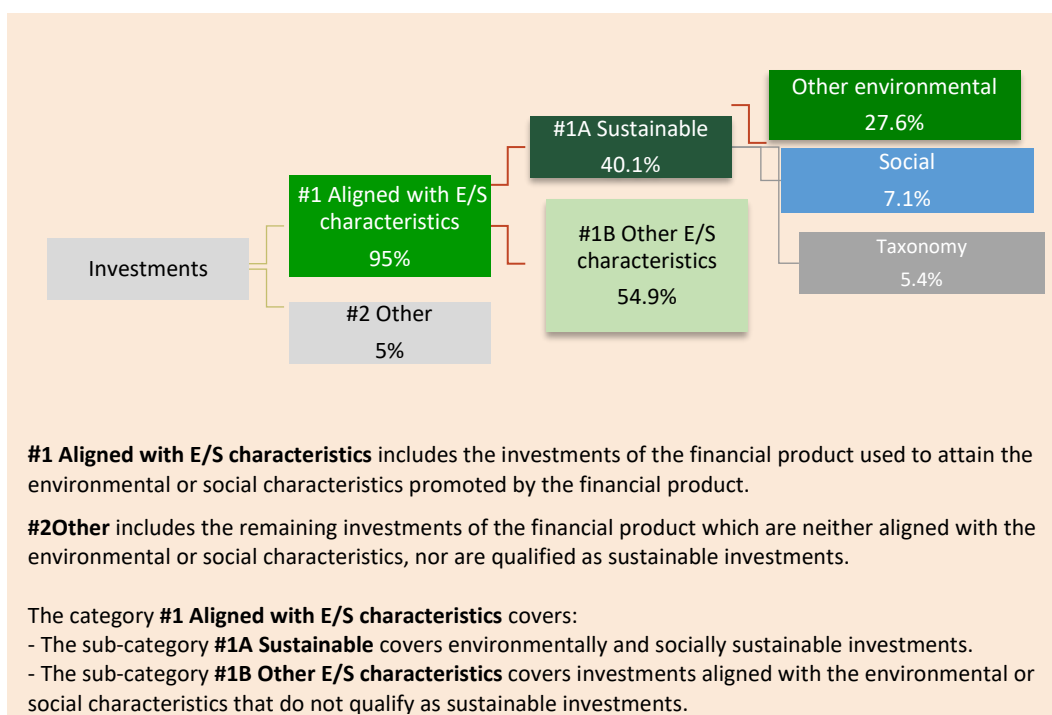 Other environmental
27.6%
#1A Sustainable
40.1%
Social
7.1%
#1 Aligned with E/S
characteristics
95%
#1B Other E/S
characteristics
54.9%
Taxonomy
5.4%
Investments
#2 Other
5%
#1 Aligned with E/S characteristics includes the investments of the financial product used to attain the
environmental or social characteristics promoted by the financial product.
#2Other includes the remaining investments of the financial product which are neither aligned with the
environmental or social characteristics, nor are qualified as sustainable investments.
The category #1 Aligned with E/S characteristics covers:
- The sub-category #1A Sustainable covers environmentally and socially sustainable investments.
- The sub-category #1B Other E/S characteristics covers investments aligned with the environmental or
social characteristics that do not qualify as sustainable investments.